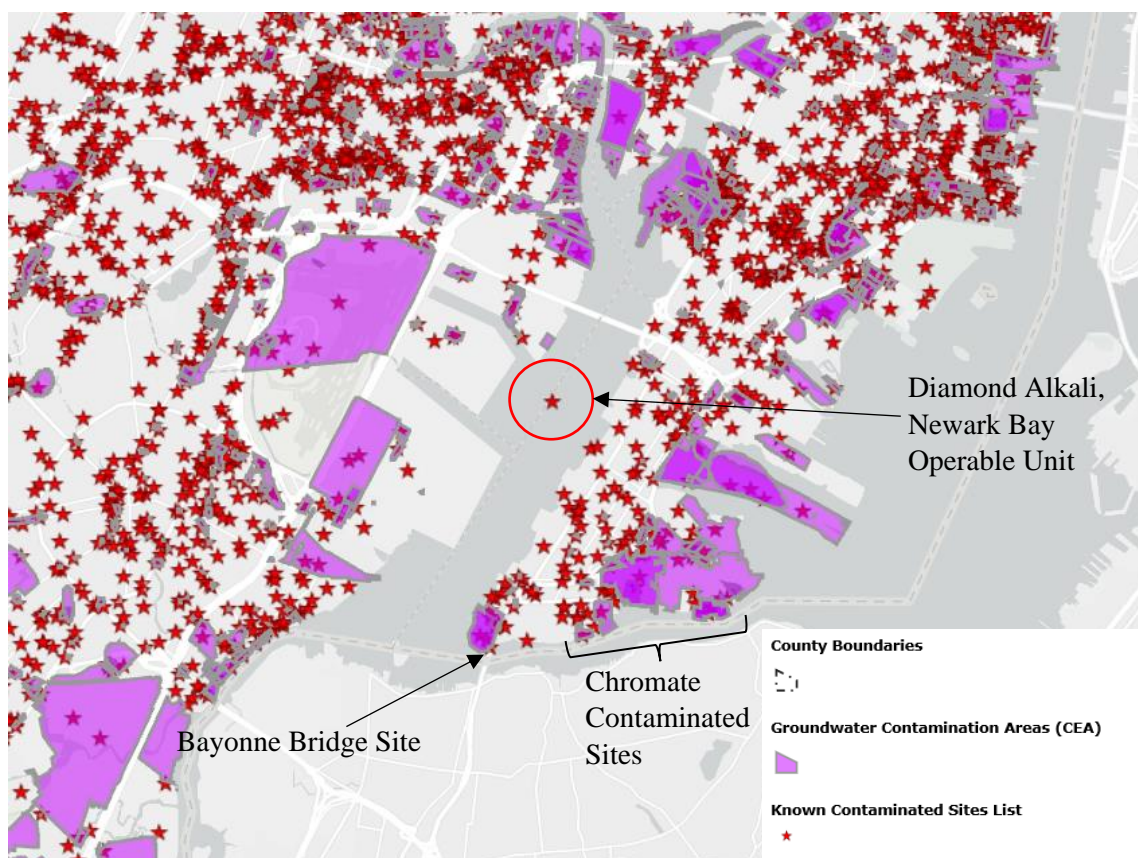 Diamond Alkali,
Newark Bay
Operable Unit
Bayonne Bridge Site
Chromate
Contaminated
Sites
County Boundaries
Groundwater Contamination Areas (CEA)
Known Contaminated Sites List